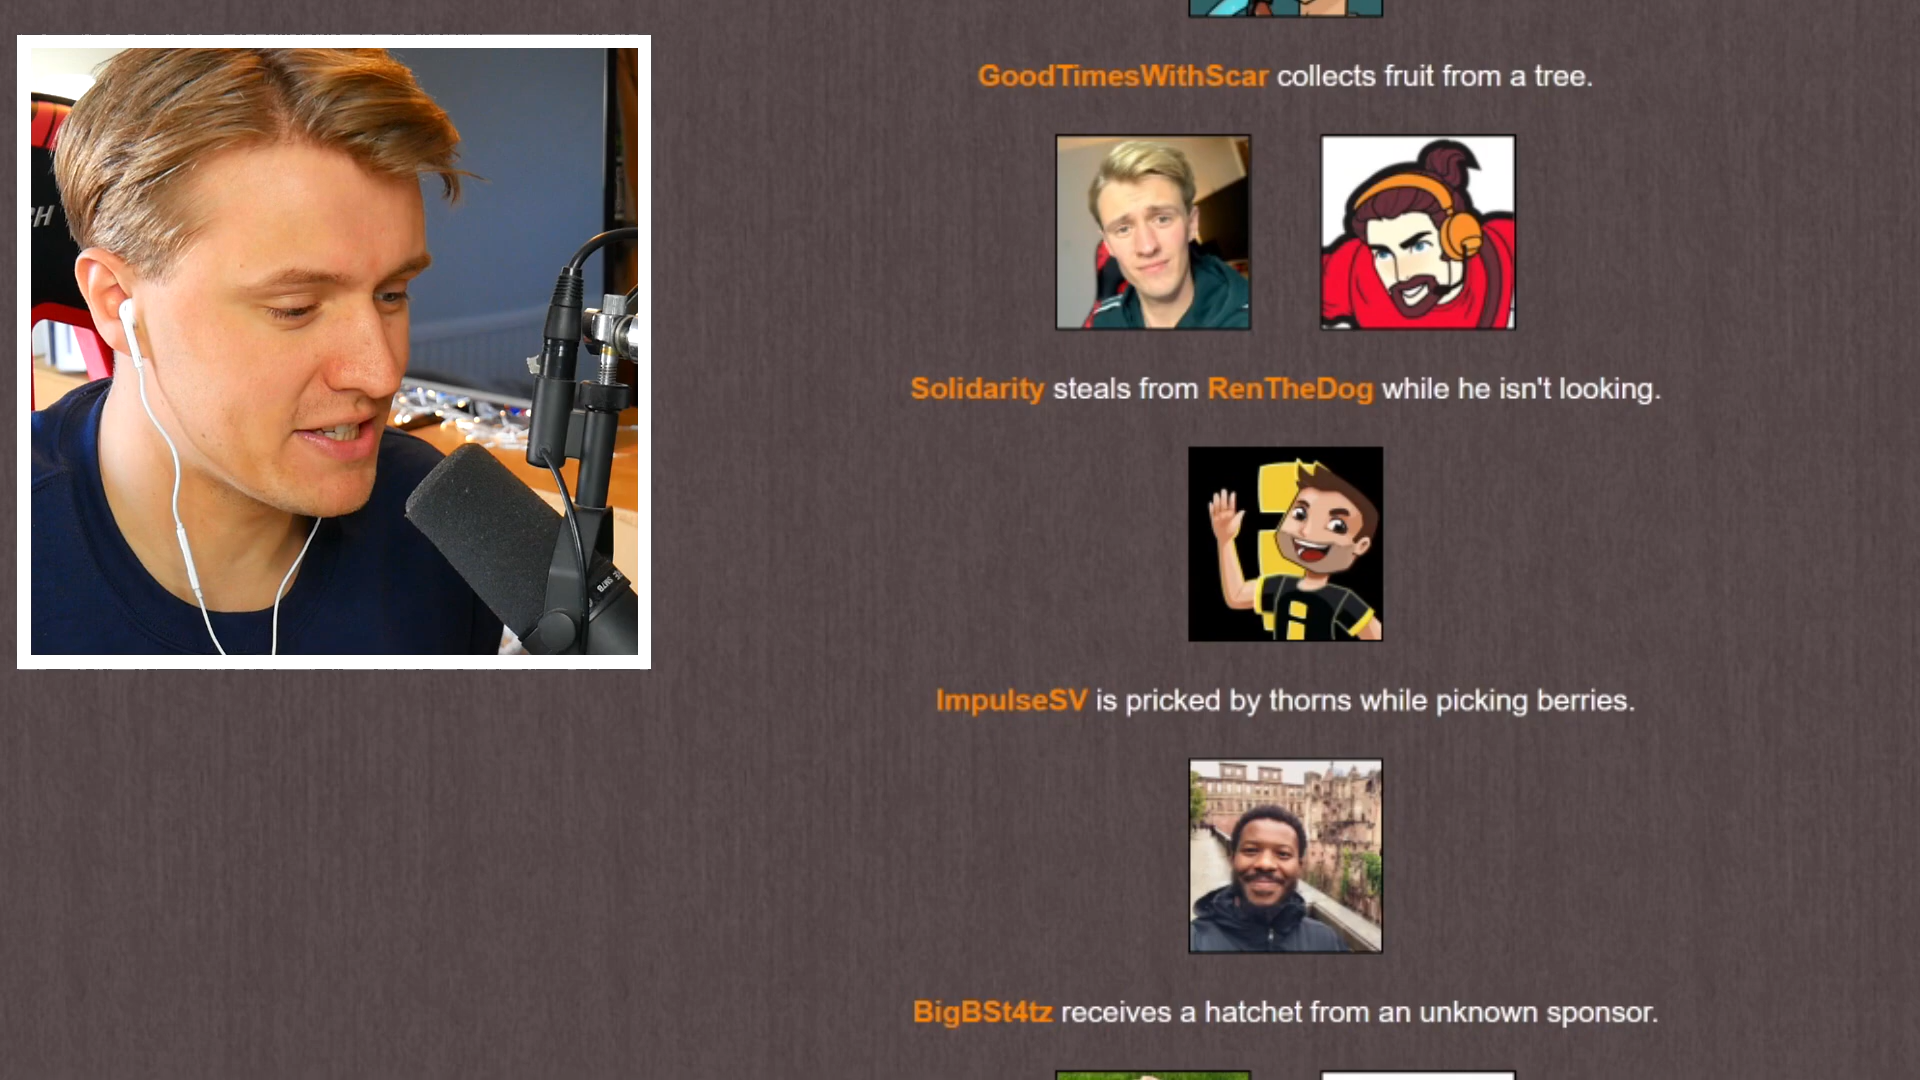 GoodTimesWithScar collects fruit from a tree.
Solidarity steals from RenTheDog while he isn't looking.
ImpulseSV is pricked by thorns while picking berries.
BigBSt4tz receives a hatchet from an unknown sponsor.